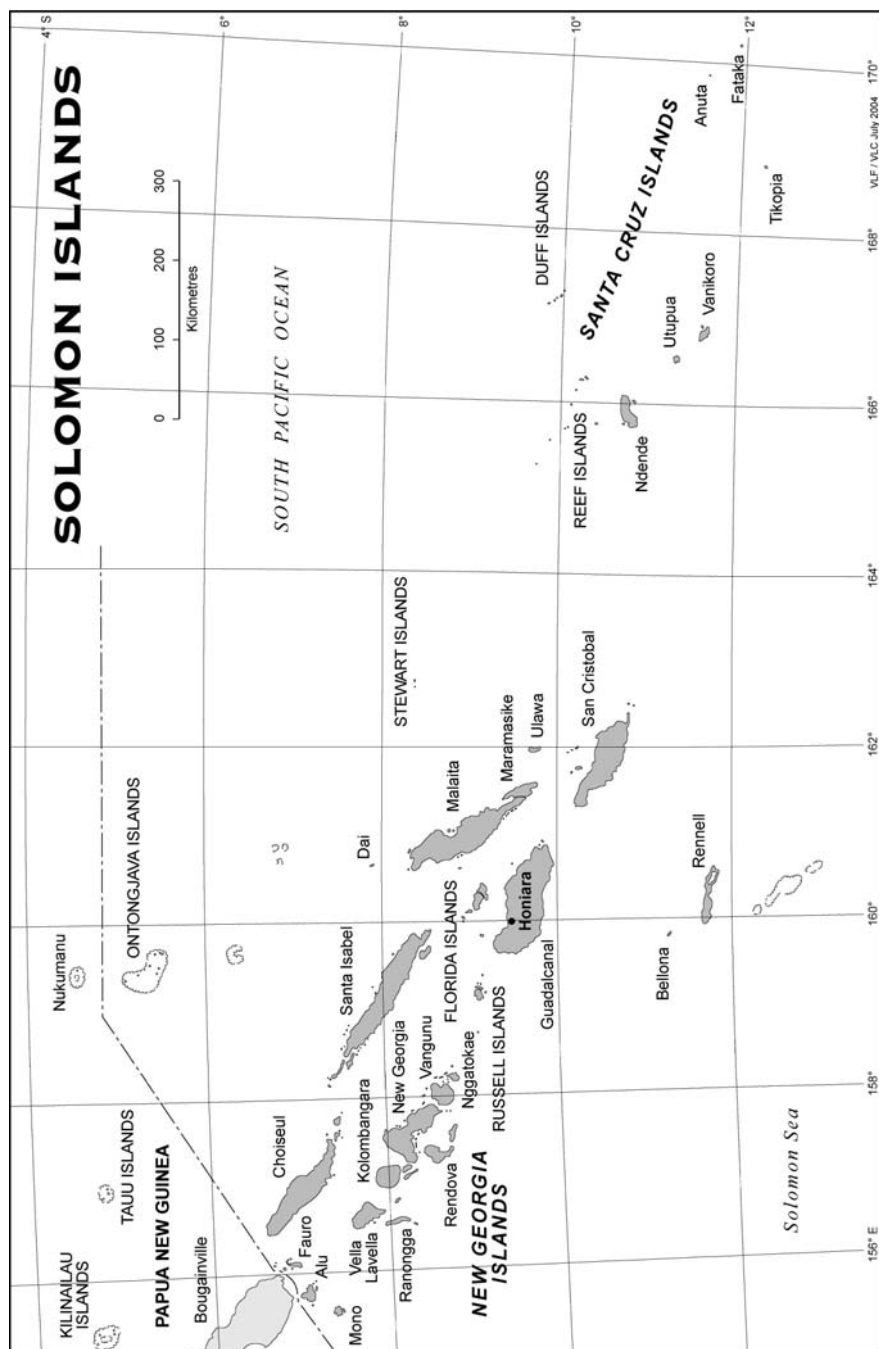 SOLOMON ISLANDS
0
100
200
300
Kilometres
4° S
6°
8°
10°
12°
KILINAILAU
ISLANDS
TAUU ISLANDS
Nukumanu
ONTONGJAVA ISLANDS
PAPUA NEW GUINEA
Bougainville
SOUTH PACIFIC OCEAN
Choiseul
Fauro
Alu
Mono
Santa Isabel
Dai
STEWART ISLANDS
Vella
Lavella
Kolombangara
New Georgia
Vangunu
Ranongga
Rendova
Nggatokae
NEW GEORGIA
ISLANDS
RUSSELL ISLANDS
FLORIDA ISLANDS
Malaita
Maramasike
Ulawa
Honiara
Guadalcanal
San Cristobal
Bellona
Rennell
DUFF ISLANDS
REEF ISLANDS
SANTA CRUZ ISLANDS
Ndende
Utupua
Vanikoro
Anuta
Fataka
Tikopia
Solomon Sea
156° E
158°
160°
162°
164°
166°
168°
170°
VLF / VLC July 2004